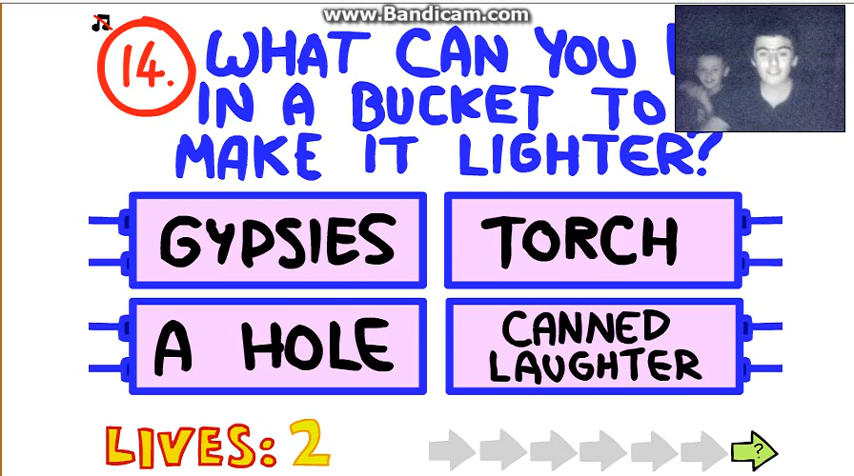 www.Bandicam.com
14. WHAT CAN YOU
IN A BUCKET TO
MAKE IT LIGHTER?
GYPSIES
TORCH
A HOLE
CANNED
LAUGHTER
LIVES: 2
?